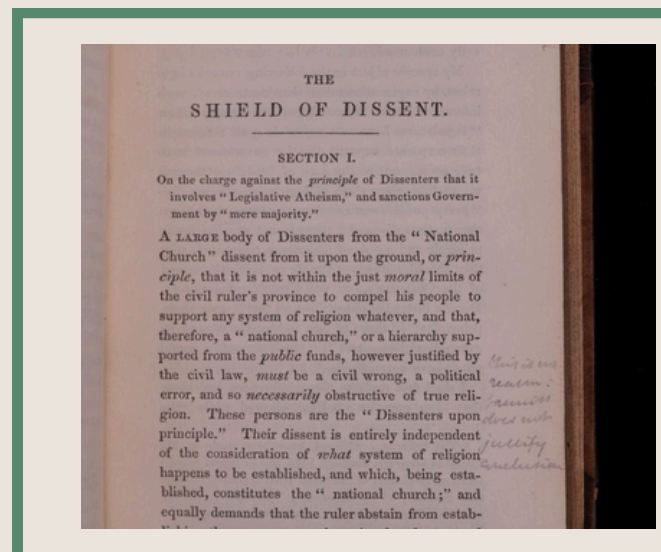 THE
SHIELD OF DISSENT.
SECTION I.
On the charge against the principle of Dissenters that it
involves “ Legislative Atheism,” and sanctions Govern-
ment by “ mere majority.”
A LARGE body of Dissenters from the “ National
Church ” dissent from it upon the ground, or prin-
ciple, that it is not within the just moral limits of
the civil ruler’s province to compel his people to
support any system of religion whatever, and that,
therefore, a “ national church,” or a hierarchy sup-
ported from the public funds, however justified by
the civil law, must be a civil wrong, a political
error, and so necessarily obstructive of true reli-
gion. These persons are the “ Dissenters upon
principle.” Their dissent is entirely independent
of the consideration of what system of religion
happens to be established, and which, being esta-
blished, constitutes the “ national church ;” and
equally demands that the ruler abstain from estab-
this is no
reason :
premiss
does not
justify
conclusion